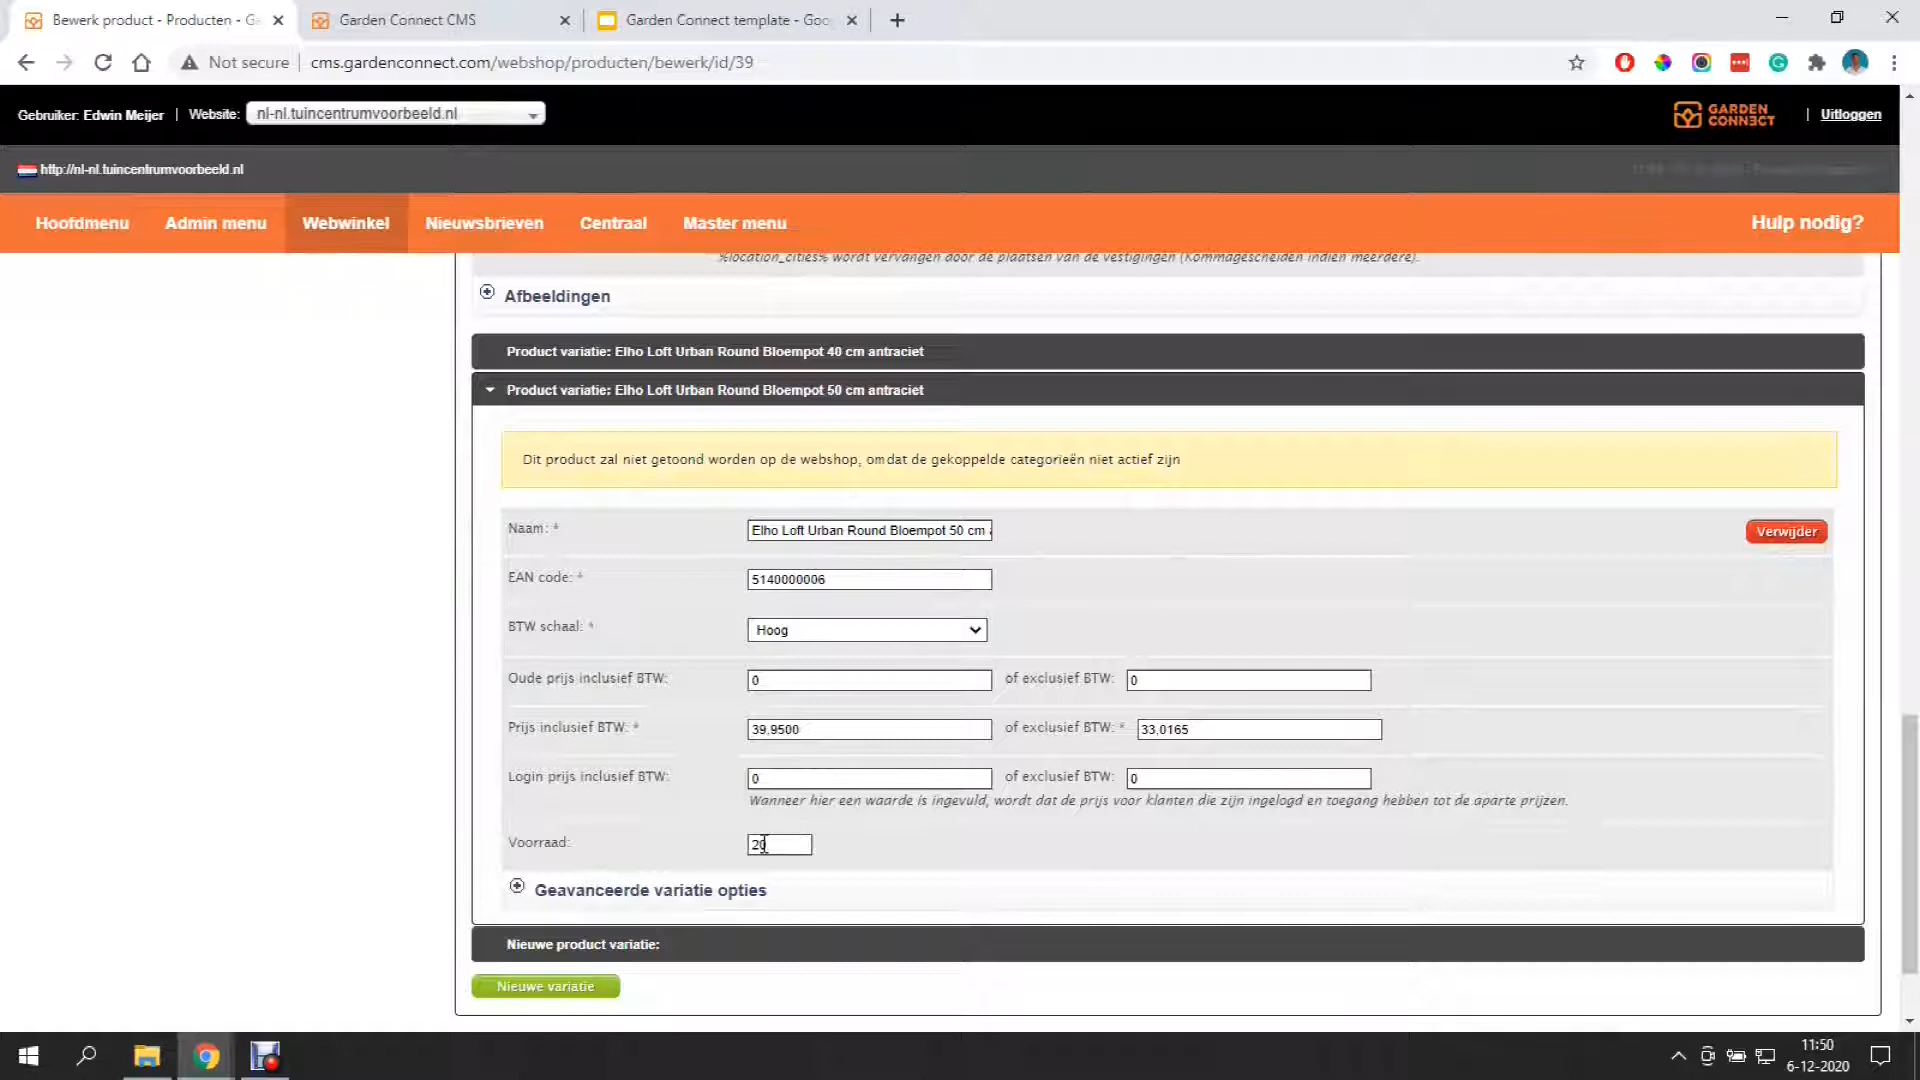 Bewerk product - Producten - G
Garden Connect CMS
Garden Connect template - Goo
Not secure
cms.gardenconnect.com/webshop/producten/bewerk/id/39
Gebruiker: Edwin Meijer | Website: nl-nl.tuincentrumvoorbeeld.nl
GARDEN CONNECT
| Uitloggen
http://nl-nl.tuincentrumvoorbeeld.nl
Hoofdmenu Admin menu Webwinkel Nieuwsbrieven Centraal Master menu Hulp nodig?
%location_cities% wordt vervangen door de plaatsen van de vestigingen (Kommagescheiden indien meerdere).
Afbeeldingen
Product variatie: Elho Loft Urban Round Bloempot 40 cm antraciet
Product variatie: Elho Loft Urban Round Bloempot 50 cm antraciet
Dit product zal niet getoond worden op de webshop, omdat de gekoppelde categorieën niet actief zijn
Naam: * Elho Loft Urban Round Bloempot 50 cm Verwijder
EAN code: * 5140000006
BTW schaal: * Hoog
Oude prijs inclusief BTW: 0 of exclusief BTW: 0
Prijs inclusief BTW: * 39.9500 of exclusief BTW: * 33.0165
Login prijs inclusief BTW: 0 of exclusief BTW: 0
Wanneer hier een waarde is ingevuld, wordt dat de prijs voor klanten die zijn ingelogd en toegang hebben tot de aparte prijzen.
Voorraad: 20
Geavanceerde variatie opties
Nieuwe product variatie:
Nieuwe variatie
11:50
6-12-2020